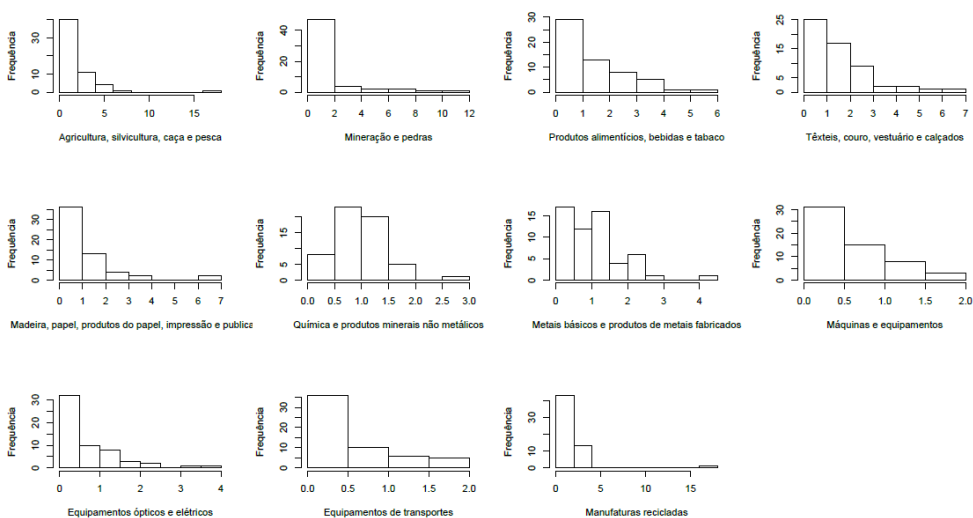 Frequência
0 10 30
0 5 10 15
Agricultura, silvicultura, caça e pesca
Frequência
0 20 40
0 2 4 6 8 10 12
Mineração e pedras
Frequência
0 10 20 30
0 1 2 3 4 5 6
Produtos alimentícios, bebidas e tabaco
Frequência
0 5 15 25
0 1 2 3 4 5 6 7
Têxteis, couro, vestuário e calçados
Frequência
0 10 20 30
0 1 2 3 4 5 6 7
Madeira, papel, produtos do papel, impressão e publica
Frequência
0 5 15
0.0 0.5 1.0 1.5 2.0 2.5 3.0
Química e produtos minerais não metálicos
Frequência
0 5 10 15
0 1 2 3 4
Metais básicos e produtos de metais fabricados
Frequência
0 10 20 30
0.0 0.5 1.0 1.5 2.0
Máquinas e equipamentos
Frequência
0 10 20 30
0 1 2 3 4
Equipamentos ópticos e elétricos
Frequência
0 10 20 30
0.0 0.5 1.0 1.5 2.0
Equipamentos de transportes
Frequência
0 10 30
0 5 10 15
Manufaturas recicladas